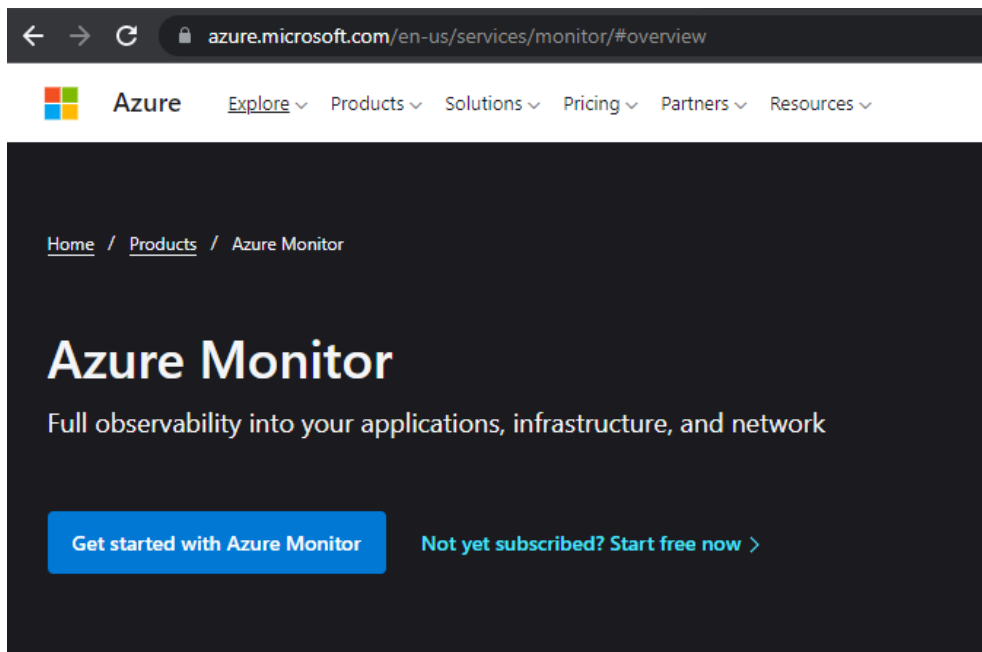 azure.microsoft.com/en-us/services/monitor/#overview
Azure Explore Products Solutions Pricing Partners Resources
Home / Products / Azure Monitor
Azure Monitor
Full observability into your applications, infrastructure, and network
Get started with Azure Monitor Not yet subscribed? Start free now >